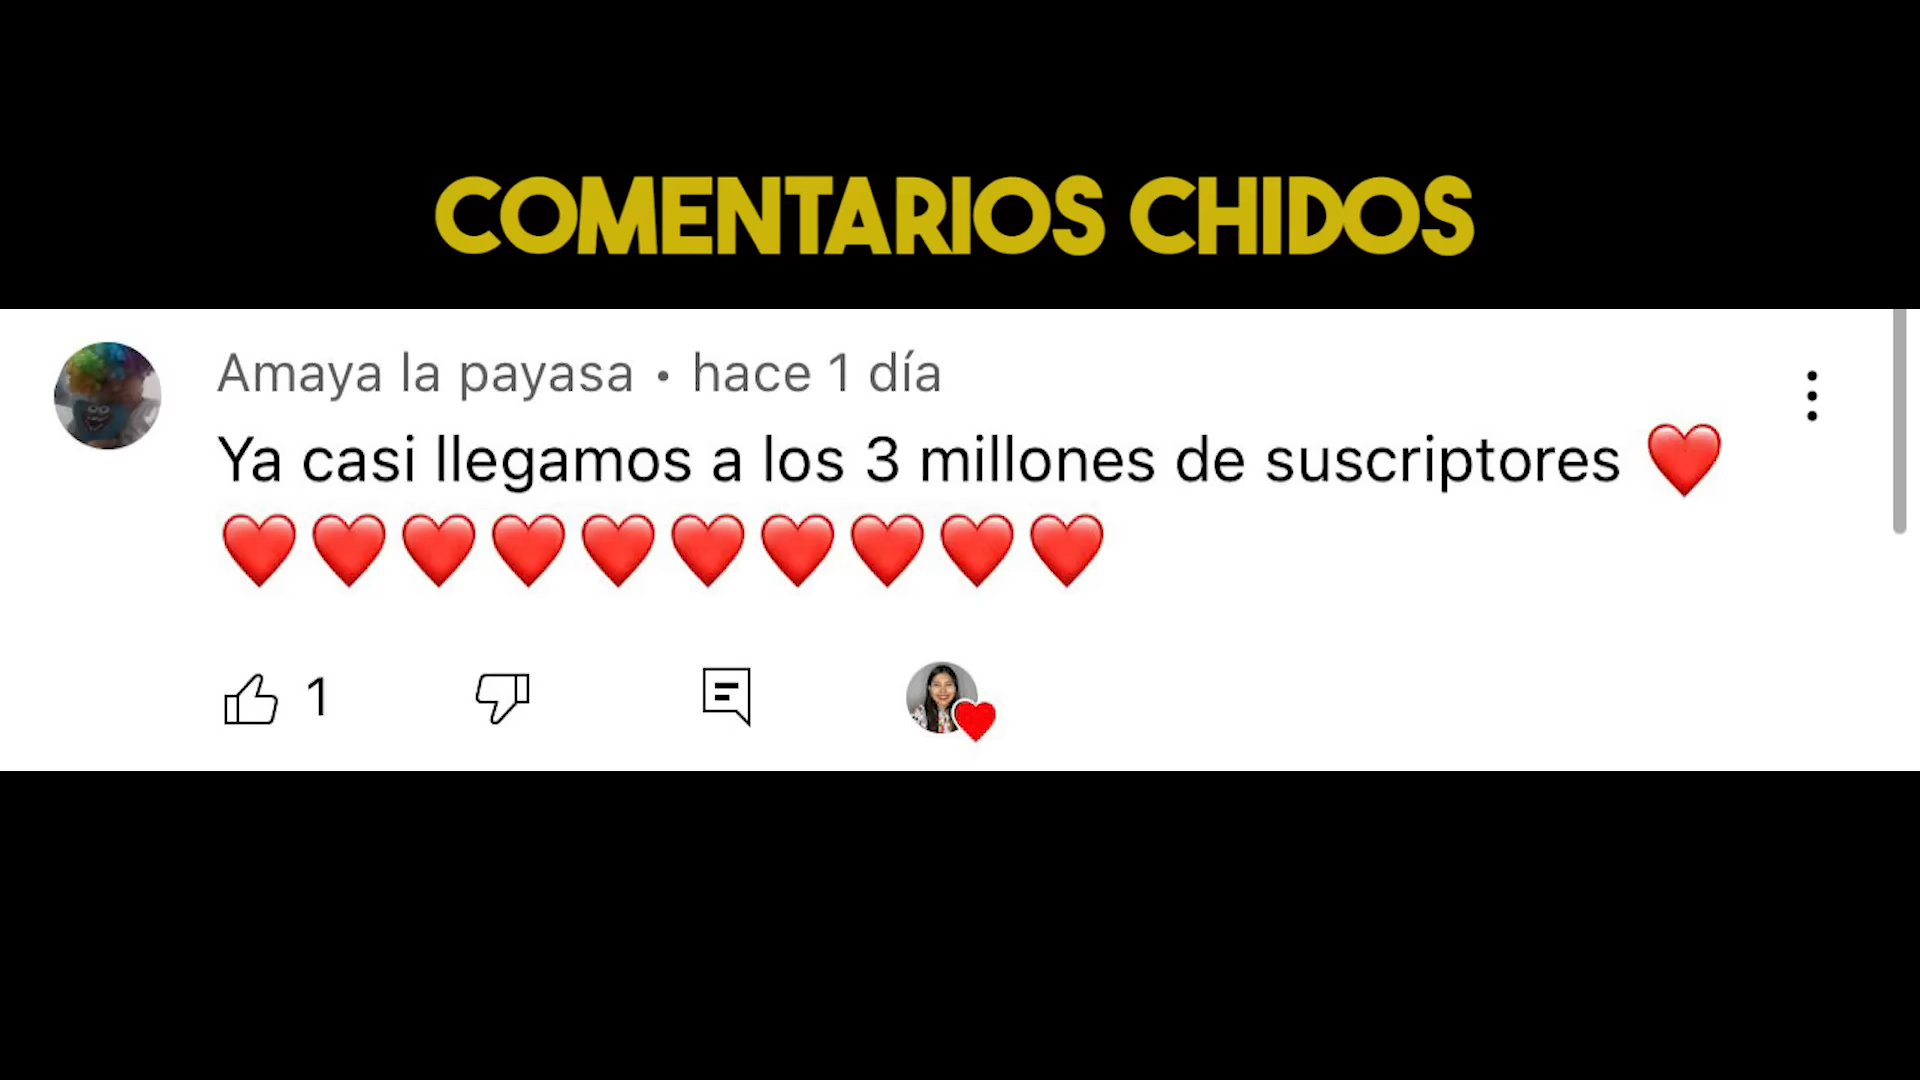 COMENTARIOS CHIDOS
Amaya la payasa • hace 1 día
Ya casi llegamos a los 3 millones de suscriptores ❤️
❤️❤️❤️❤️❤️❤️❤️❤️❤️❤️
1